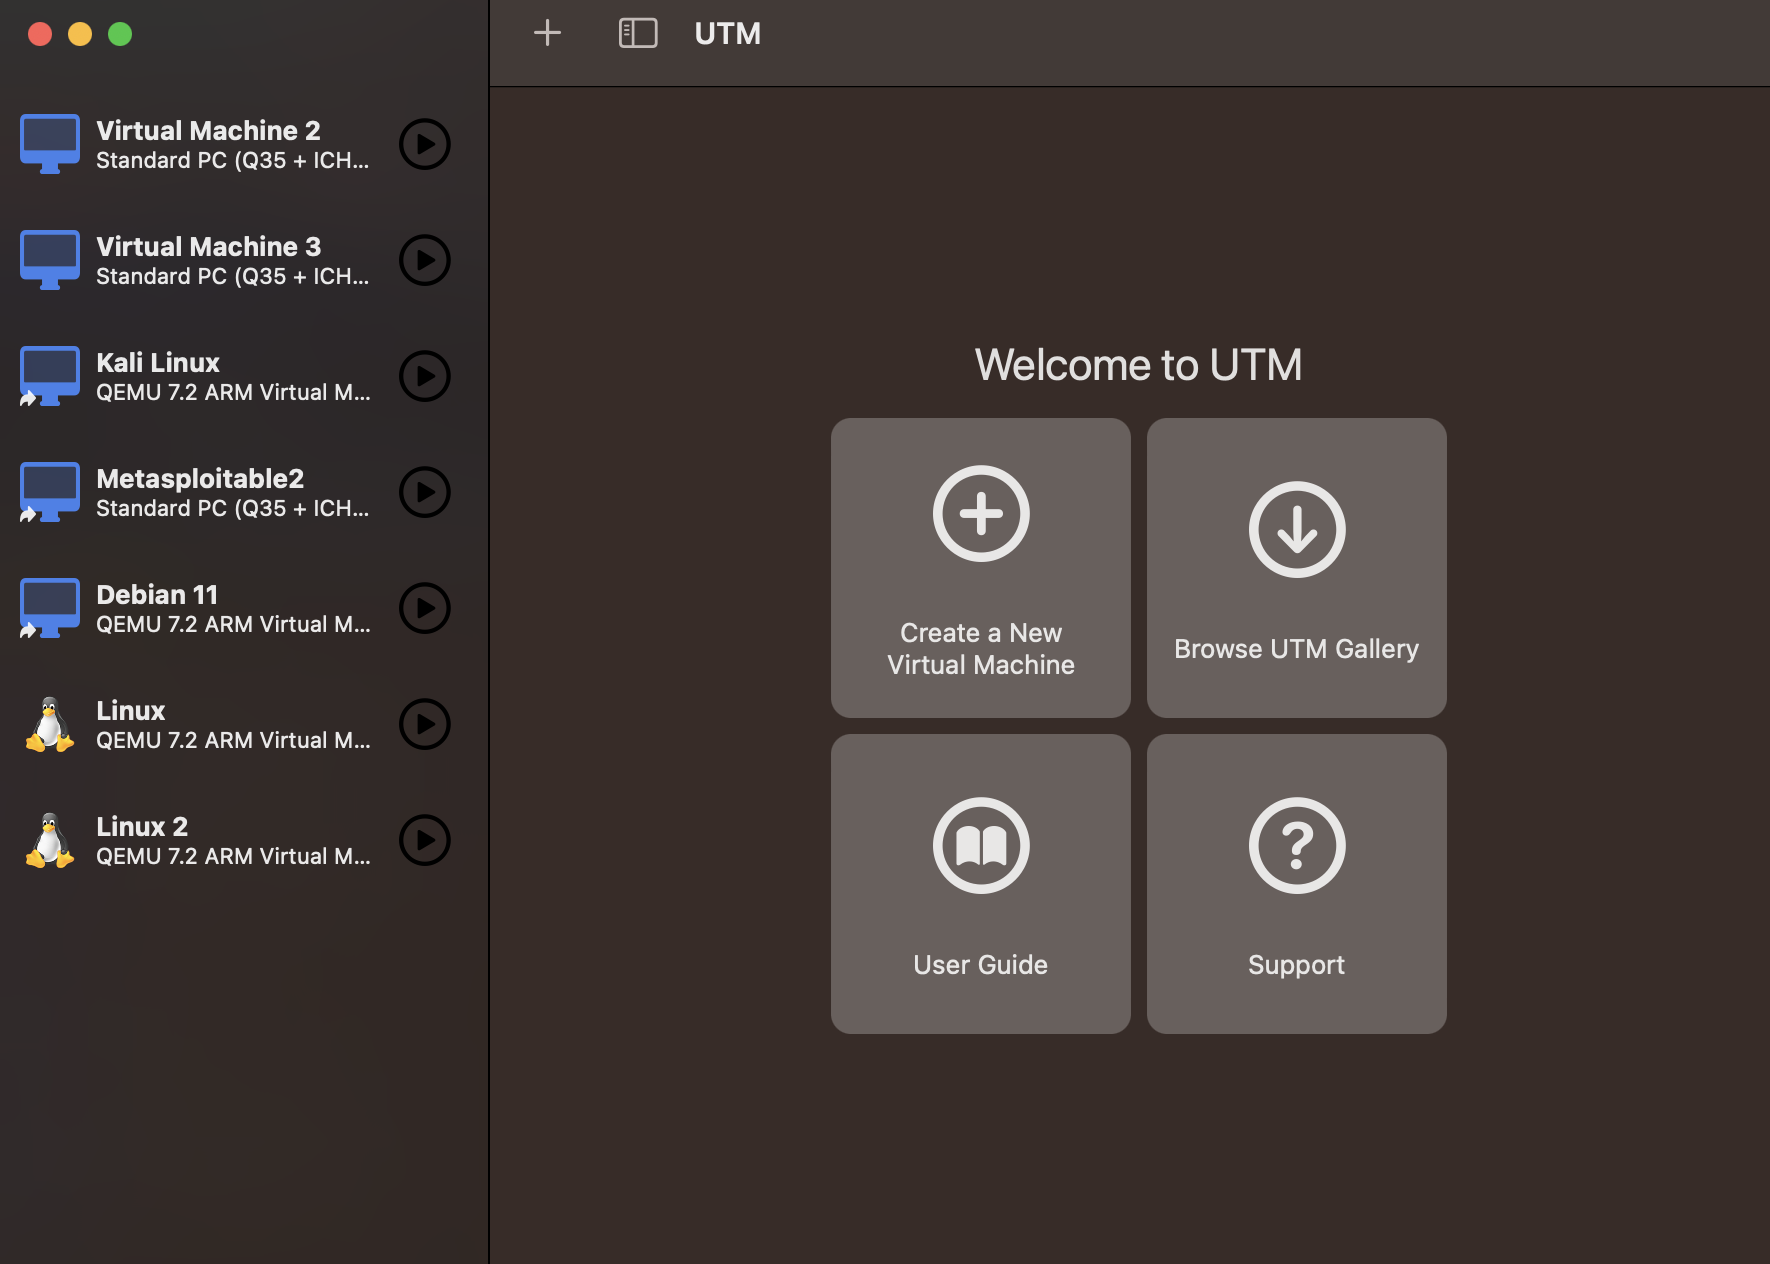 UTM
Virtual Machine 2
Standard PC (Q35 + ICH...
Virtual Machine 3
Standard PC (Q35 + ICH...
Kali Linux
QEMU 7.2 ARM Virtual M...
Metasploitable2
Standard PC (Q35 + ICH...
Debian 11
QEMU 7.2 ARM Virtual M...
Linux
QEMU 7.2 ARM Virtual M...
Linux 2
QEMU 7.2 ARM Virtual M...
Welcome to UTM
Create a New
Virtual Machine
Browse UTM Gallery
User Guide
Support